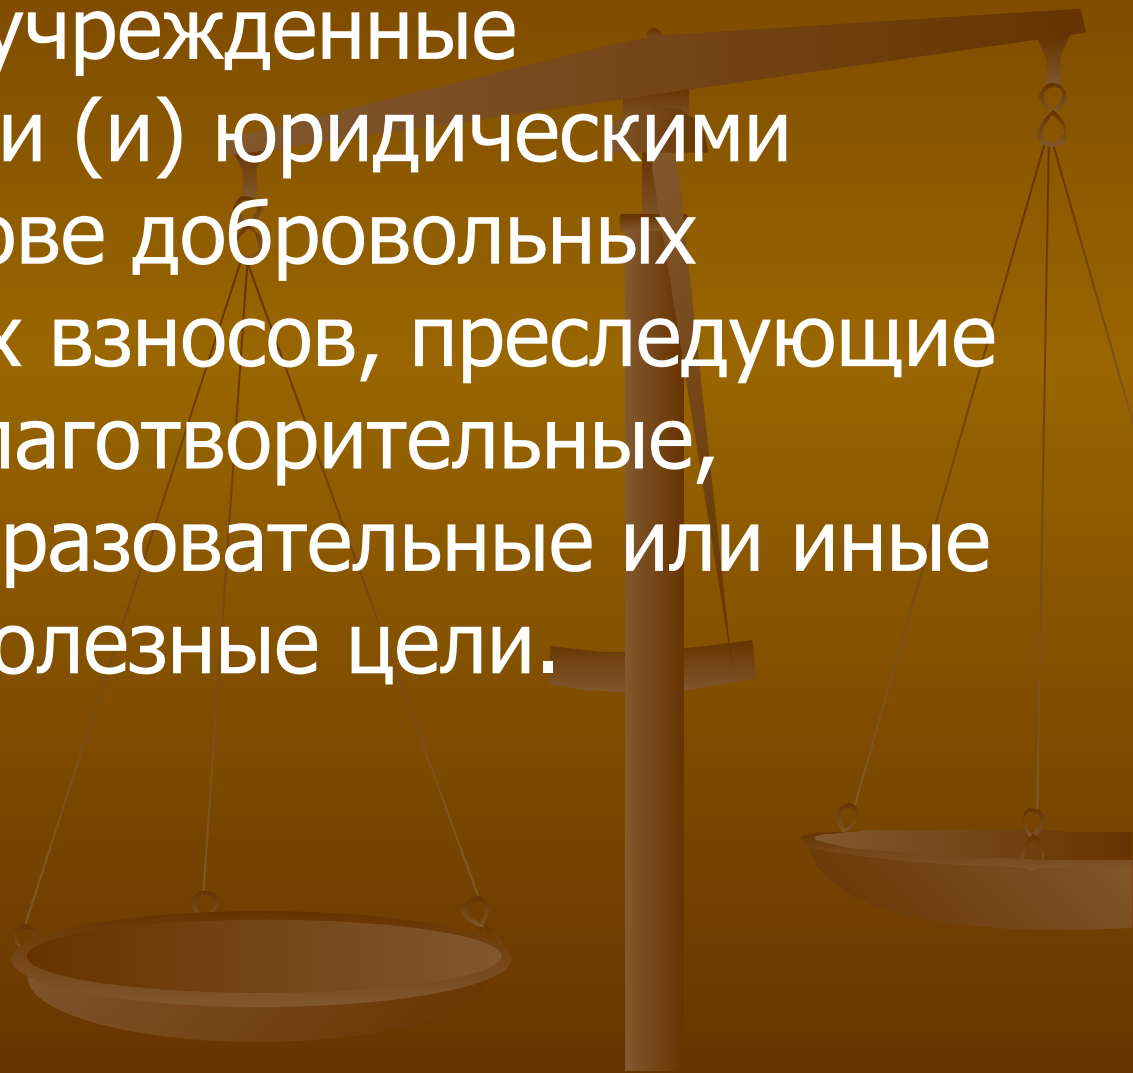 учрежденные
и (и) юридическими
ове добровольных
х взносов, преследующие
лаготворительные,
разовательные или иные
олезные цели.